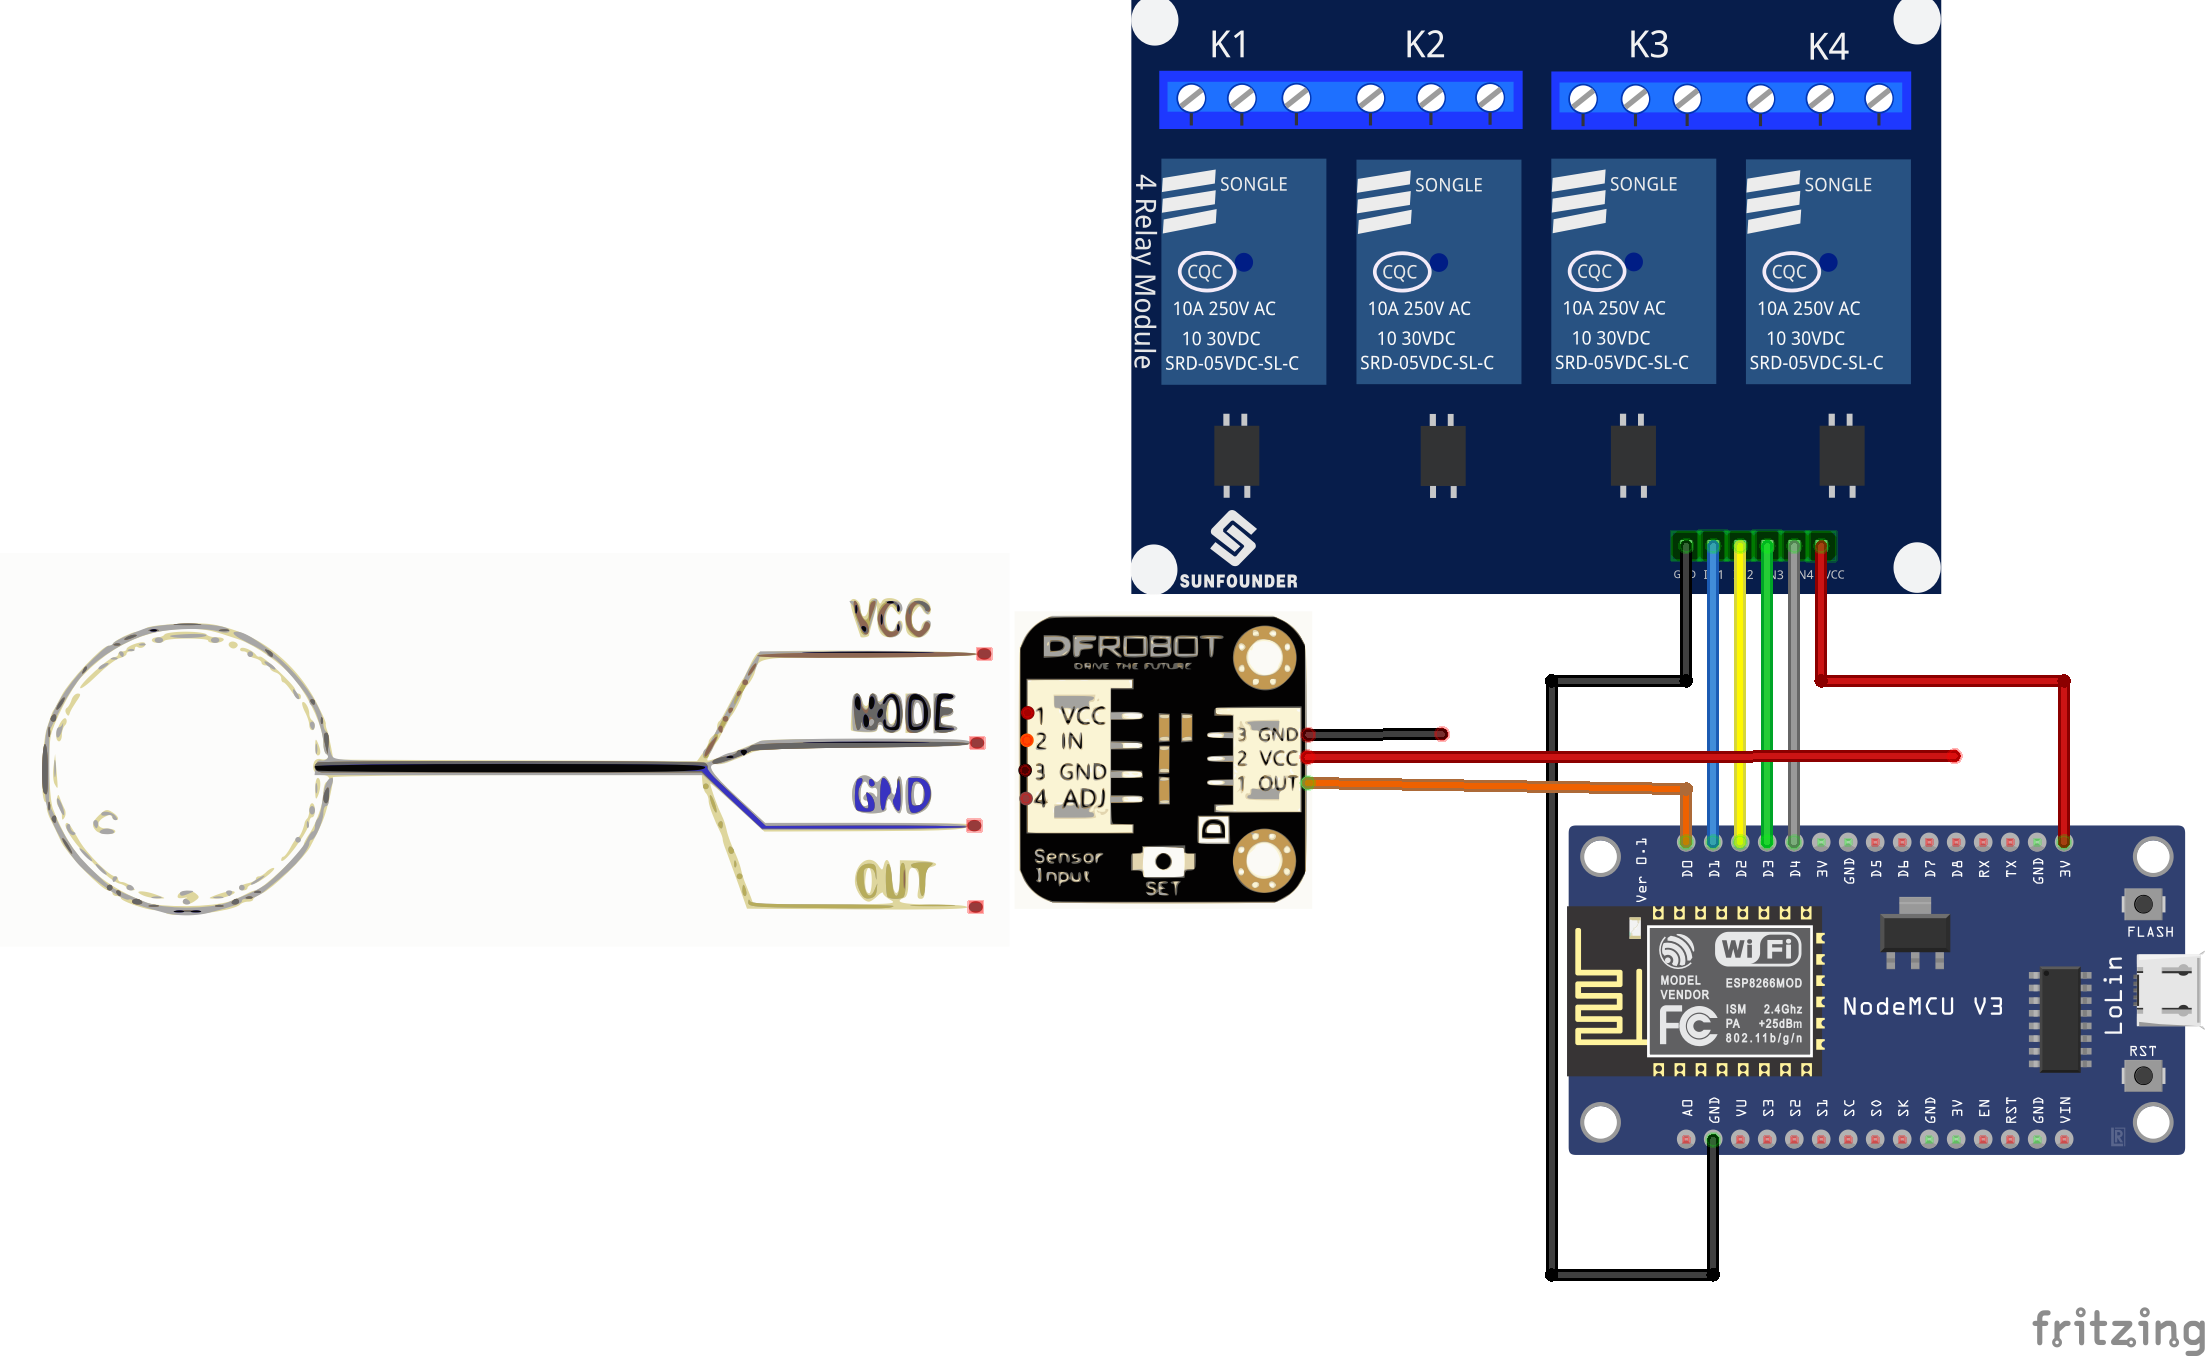 K1 K2 K3 K4
4 Relay Module
SONGLE SONGLE SONGLE SONGLE
CQC CQC CQC CQC
10A 250V AC 10A 250V AC 10A 250V AC 10A 250V AC
10 30VDC 10 30VDC 10 30VDC 10 30VDC
SRD-05VDC-SL-C SRD-05VDC-SL-C SRD-05VDC-SL-C SRD-05VDC-SL-C
SUNFOUNDER
VCC
VCC
MODE
GND
OUT
DFROBOT
DRIVE THE FUTURE
1 VCC
2 IN
3 GND
4 ADJ
3 GND
2 VCC
1 OUT
D
Sensor
Input
SET
Ver 0.1
D0 D1 D2 D3 D4 3V GND D5 D6 D7 D8 RX TX GND 3V
FLASH
WiFi
MODEL
VENDOR
ESP8266MOD
FC
ISM 2.4Ghz
PA +25dBm
802.11b/g/n
NodeMCU V3
LoLin
RST
A0 GND VU S3 S2 S1 SC S0 SK GND 3V EN RST GND VIN
fritzing